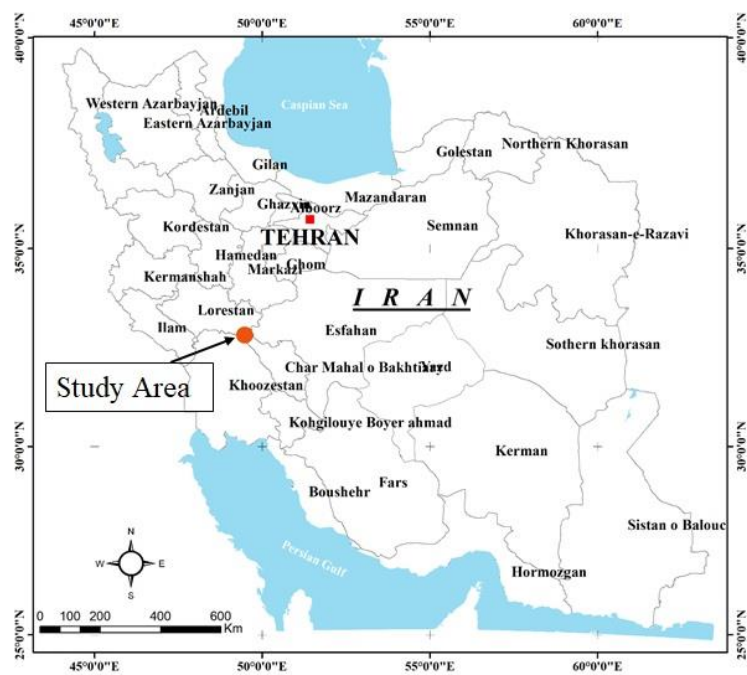 45°0'0"E 50°0'0"E 55°0'0"E 60°0'0"E
40°0'0"N 40°0'0"N
Caspian Sea
Western Azarbayjan
Ardebil
Eastern Azarbayjan
Golestan
Northern Khorasan
Gilan
Zanjan
Mazandaran
Ghazvin
Alboorz
Semnan
Kordestan
TEHRAN
Khorasan-e-Razavi
35°0'0"N 35°0'0"N
Hamedan
Ghom
Markazi
Kermanshah
I R A N
Lorestan
Ilam
Esfahan
Sothern khorasan
Study Area
Char Mahal o Bakhtiyary
Yazd
Khoozestan
Kohgilouye Boyer ahmad
30°0'0"N 30°0'0"N
Kerman
Fars
Boushehr
Sistan o Balouc
N
W E
S
Persian Gulf
Hormozgan
0 100 200 400 600
Km
25°0'0"N 25°0'0"N
45°0'0"E 50°0'0"E 55°0'0"E 60°0'0"E